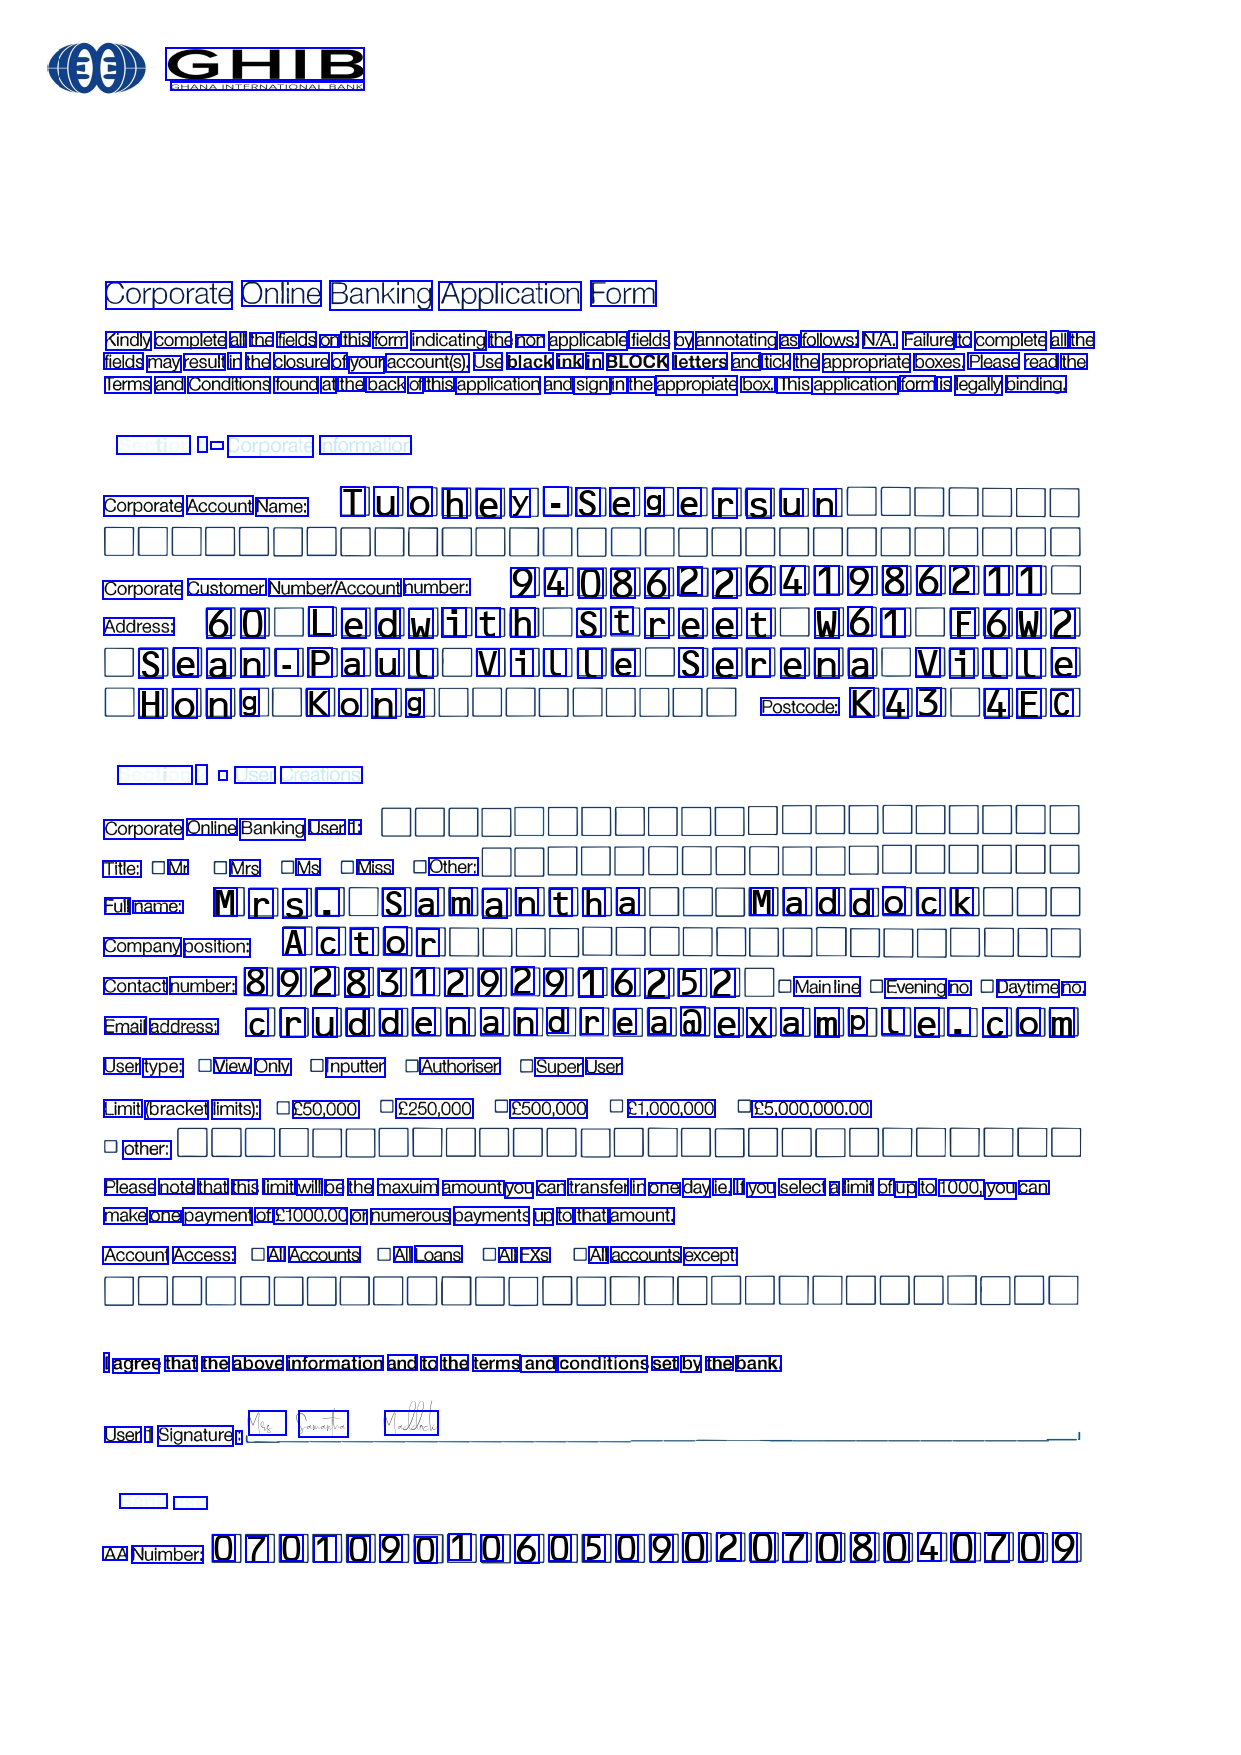 GHIB
GHANA INTERNATIONAL BANK
Corporate Online Banking Application Form
Kindly complete all the fields on this form indicating the non applicable fields by annotating as follows: N/A. Failure to complete all the
fields may result in the closure of your account(s). Use black ink in BLOCK letters and tick the appropriate boxes. Please read the
Terms and Conditions found at the back of this application and sign in the appropiate box. This application form is legally binding.
Section - Corporate Information
Corporate Account Name: Tuohey-Segersun
Corporate Customer Number/Account number: 9408622641986211
Address: 60 Ledwith Street W61 F6W2
Sean-Paul Ville Serena Ville
Hong Kong Postcode: K43 4EC
Section User Creations
Corporate Online Banking User 1:
Title: Mr Mrs Ms Miss Other:
Full name: Mrs. Samantha Maddock
Company position: Actor
Contact number: 892831292916252 Main line Evening no. Daytime no.
Email address: cruddenandrea@example.com
User type: View Only Inputter Authoriser Super User
Limit (bracket limits): £50,000 £250,000 £500,000 £1,000,000 £5,000,000.00
other:
Please note that this limit will be the maxuim amount you can transfer in one day ie. If you select a limit of up to 1000, you can
make one payment of £1000.00 or numerous payments up to that amount.
Account Access: All Accounts All Loans All FXs All accounts except
I agree that the above information and to the terms and conditions set by the bank.
User 1 Signature: Mrs Samantha Maddock
AA Nuimber: 07010901060509020708040709